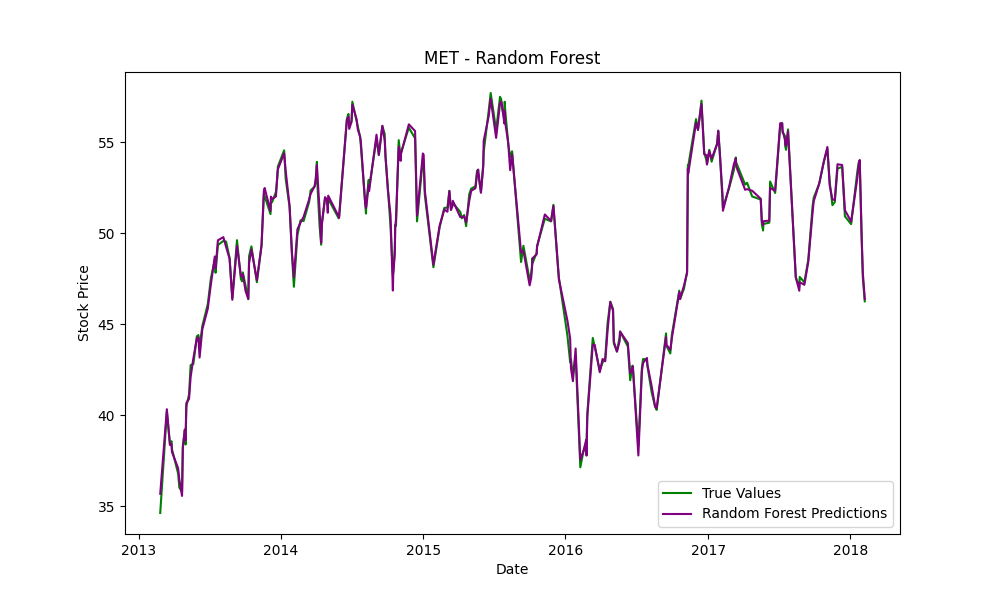 MET - Random Forest
Stock Price
55
50
45
40
35
True Values
Random Forest Predictions
2013
2014
2015
2016
2017
2018
Date